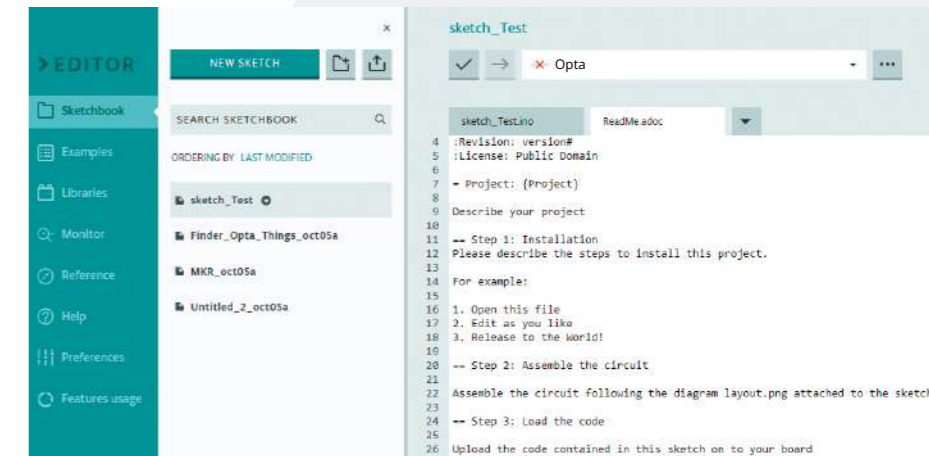 >EDITOR
Sketchbook
Examples
Libraries
Monitor
Reference
Help
Preferences
Features usage
×
NEW SKETCH
SEARCH SKETCHBOOK
ORDERING BY LAST MODIFIED
sketch_Test
Finder_Opta_Things_oct05a
MKR_oct05a
Untitled_2_oct05a
sketch_Test
Opta
sketch_Test.ino ReadMe.adoc
4 :Revision: version#
5 :License: Public Domain
6
7 = Project: {Project}
8
9 Describe your project
10
11 == Step 1: Installation
12 Please describe the steps to install this project.
13
14 For example:
15
16 1. Open this file
17 2. Edit as you like
18 3. Release to the World!
19
20 == Step 2: Assemble the circuit
21
22 Assemble the circuit following the diagram layout.png attached to the sketch
23
24 == Step 3: Load the code
25
26 Upload the code contained in this sketch on to your board